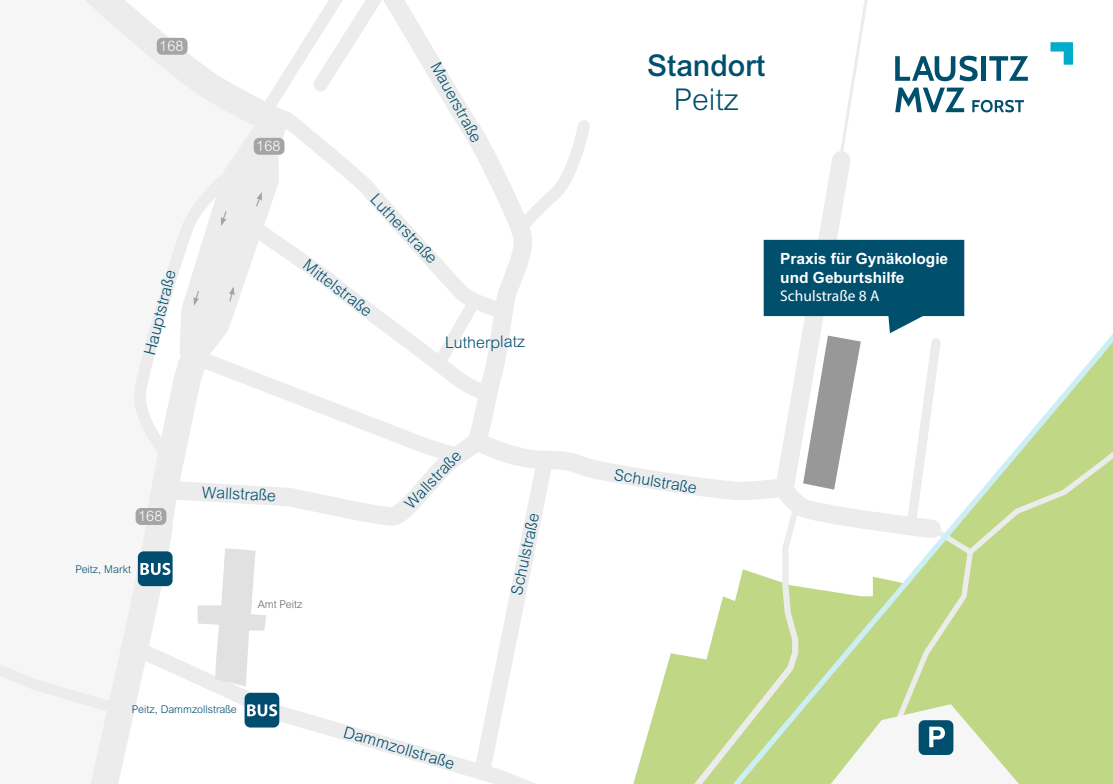 168
Standort
Peitz
LAUSITZ
MVZ FORST
Mauerstraße
168
Lutherstraße
Mittelstraße
Hauptstraße
Praxis für Gynäkologie
und Geburtshilfe
Schulstraße 8 A
Lutherplatz
Wallstraße
Wallstraße
Schulstraße
168
Schulstraße
Peitz, Markt BUS
Amt Peitz
Peitz, Dammzollstraße BUS
Dammzollstraße
P